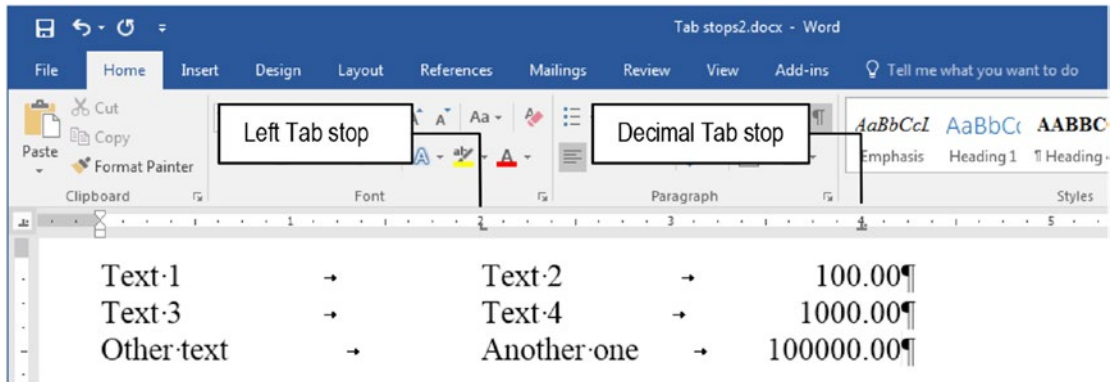 Tab stops2.docx - Word
File Home Insert Design Layout References Mailings Review View Add-ins Tell me what you want to do
Cut
Copy
Paste
Format Painter
Left Tab stop
Aa
A
Decimal Tab stop
¶
AaBbCcL AaBbCc AABBC
Emphasis Heading 1 ¶ Heading
Clipboard Font Paragraph Styles
1 2 3 4 5
Text·1 → Text·2 → 100.00¶
Text·3 → Text·4 → 1000.00¶
Other·text → Another·one → 100000.00¶